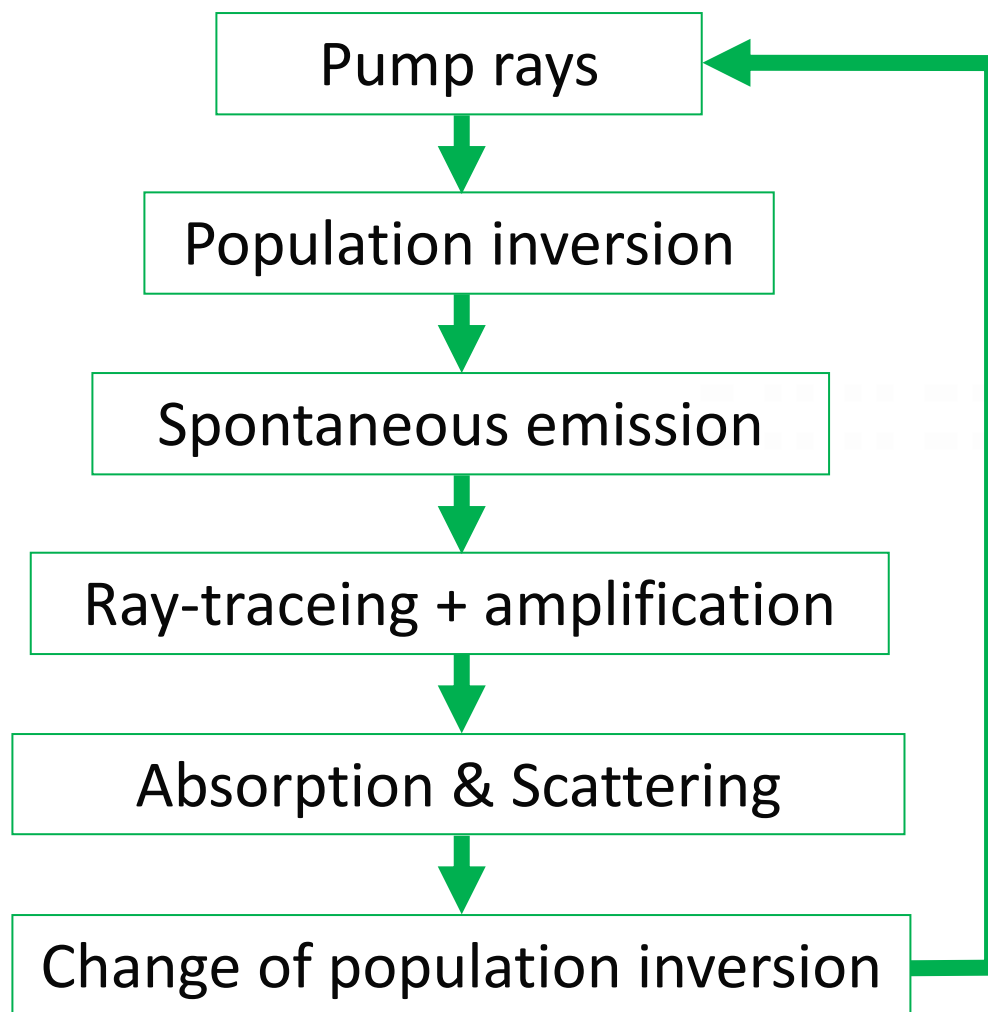 Pump rays
Population inversion
Spontaneous emission
Ray-traceing + amplification
Absorption & Scattering
Change of population inversion